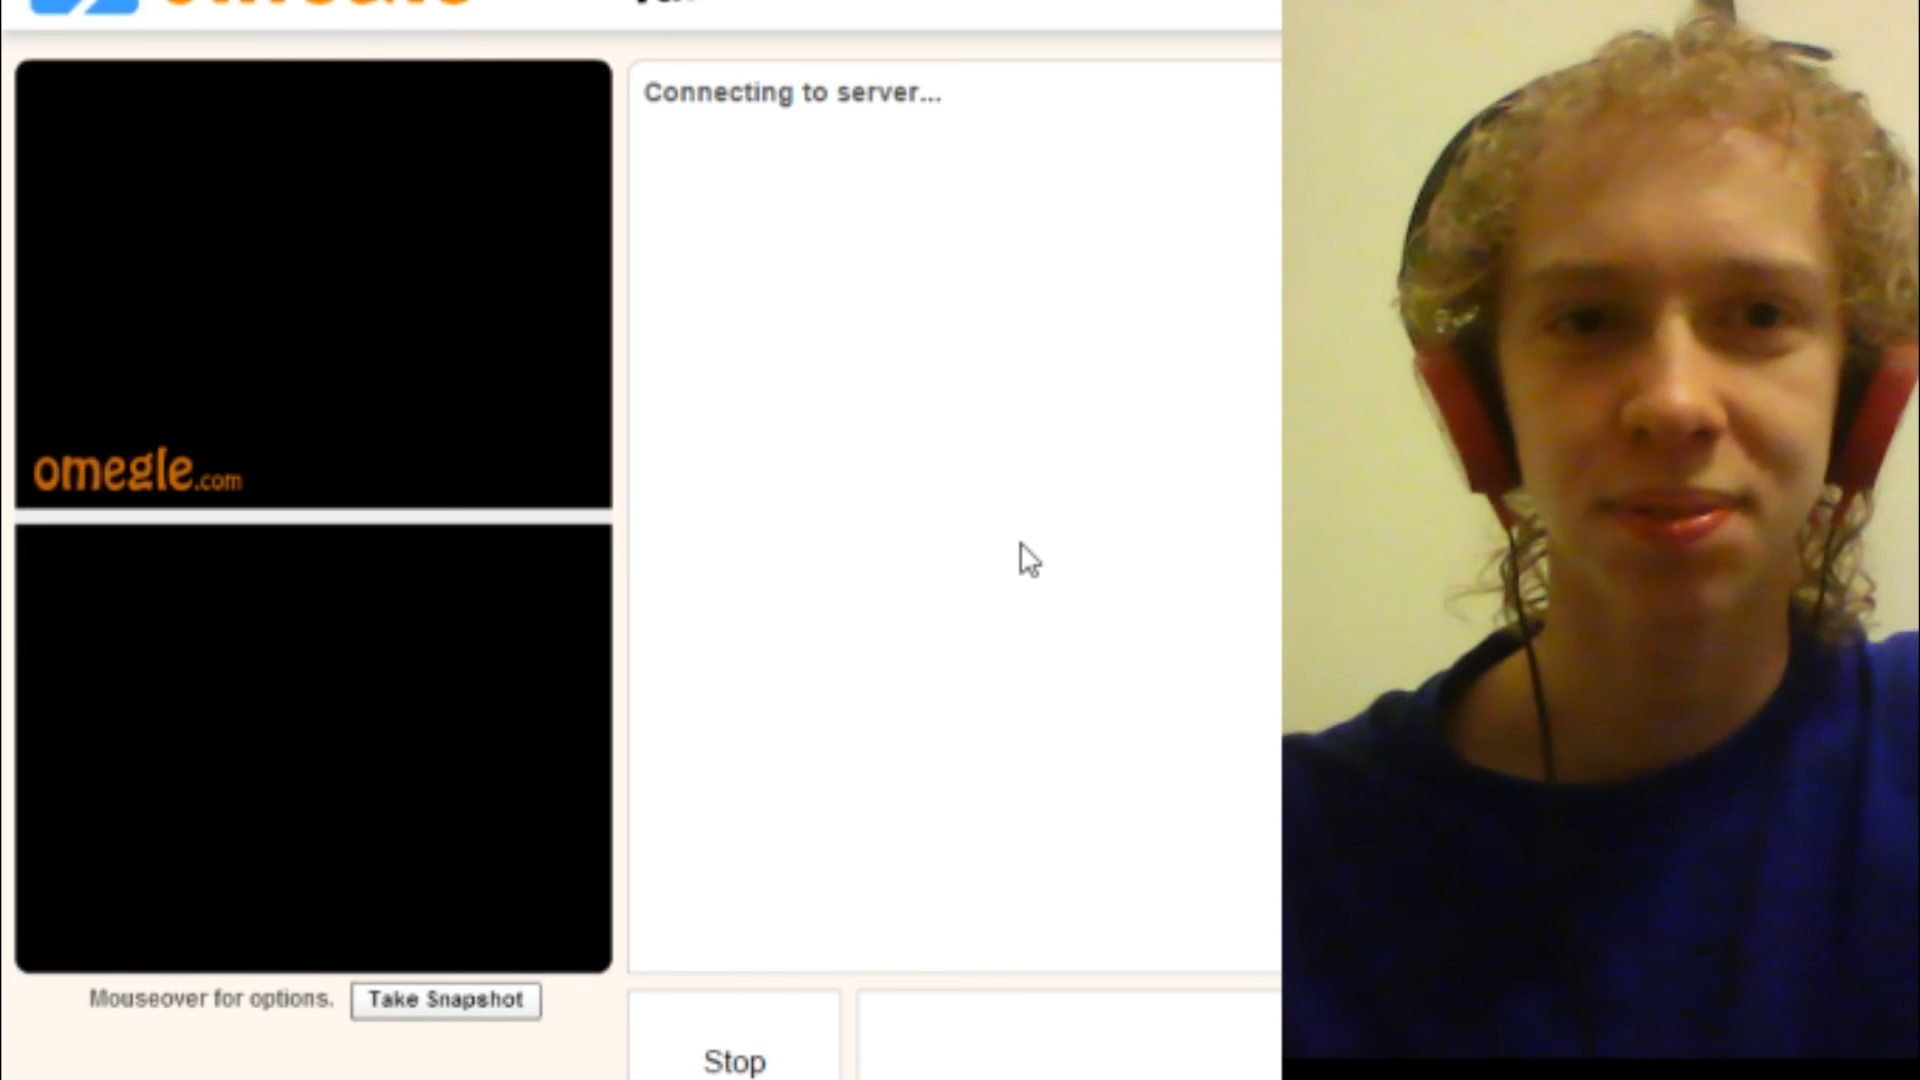 Connecting to server...
omegle.com
Mouseover for options.
Take Snapshot
Stop